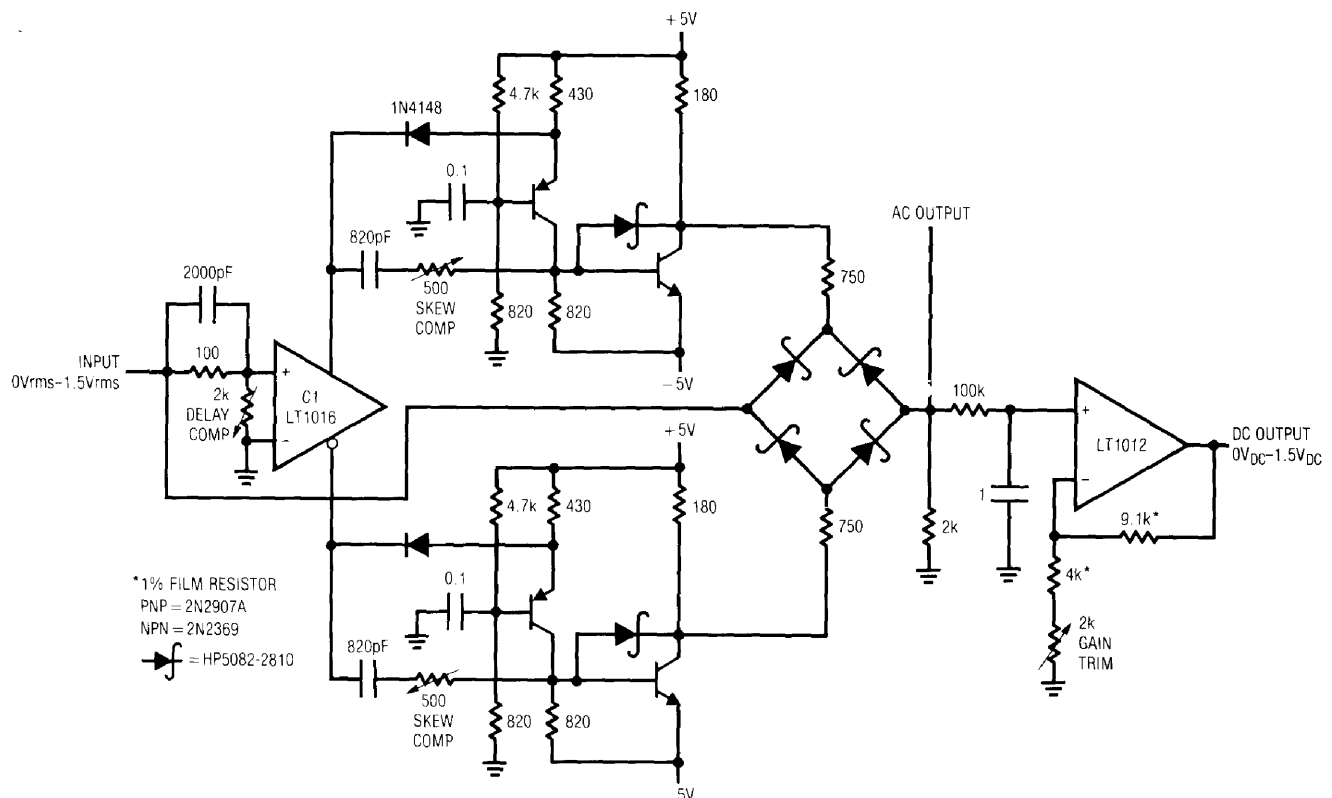 +5V
4.7k
430
180
1N4148
0.1
AC OUTPUT
820pF
2000pF
500
SKEW
COMP
820
820
750
INPUT
0Vrms-1.5Vrms
100
+
C1
LT1016
−
2k
DELAY
COMP
−5V
+5V
100k
+
LT1012
−
DC OUTPUT
0VDC-1.5VDC
4.7k
430
180
750
2k
1
9.1k*
4k*
2k
GAIN
TRIM
*1% FILM RESISTOR
PNP = 2N2907A
NPN = 2N2369
= HP5082-2810
0.1
820pF
500
SKEW
COMP
820
820
5V